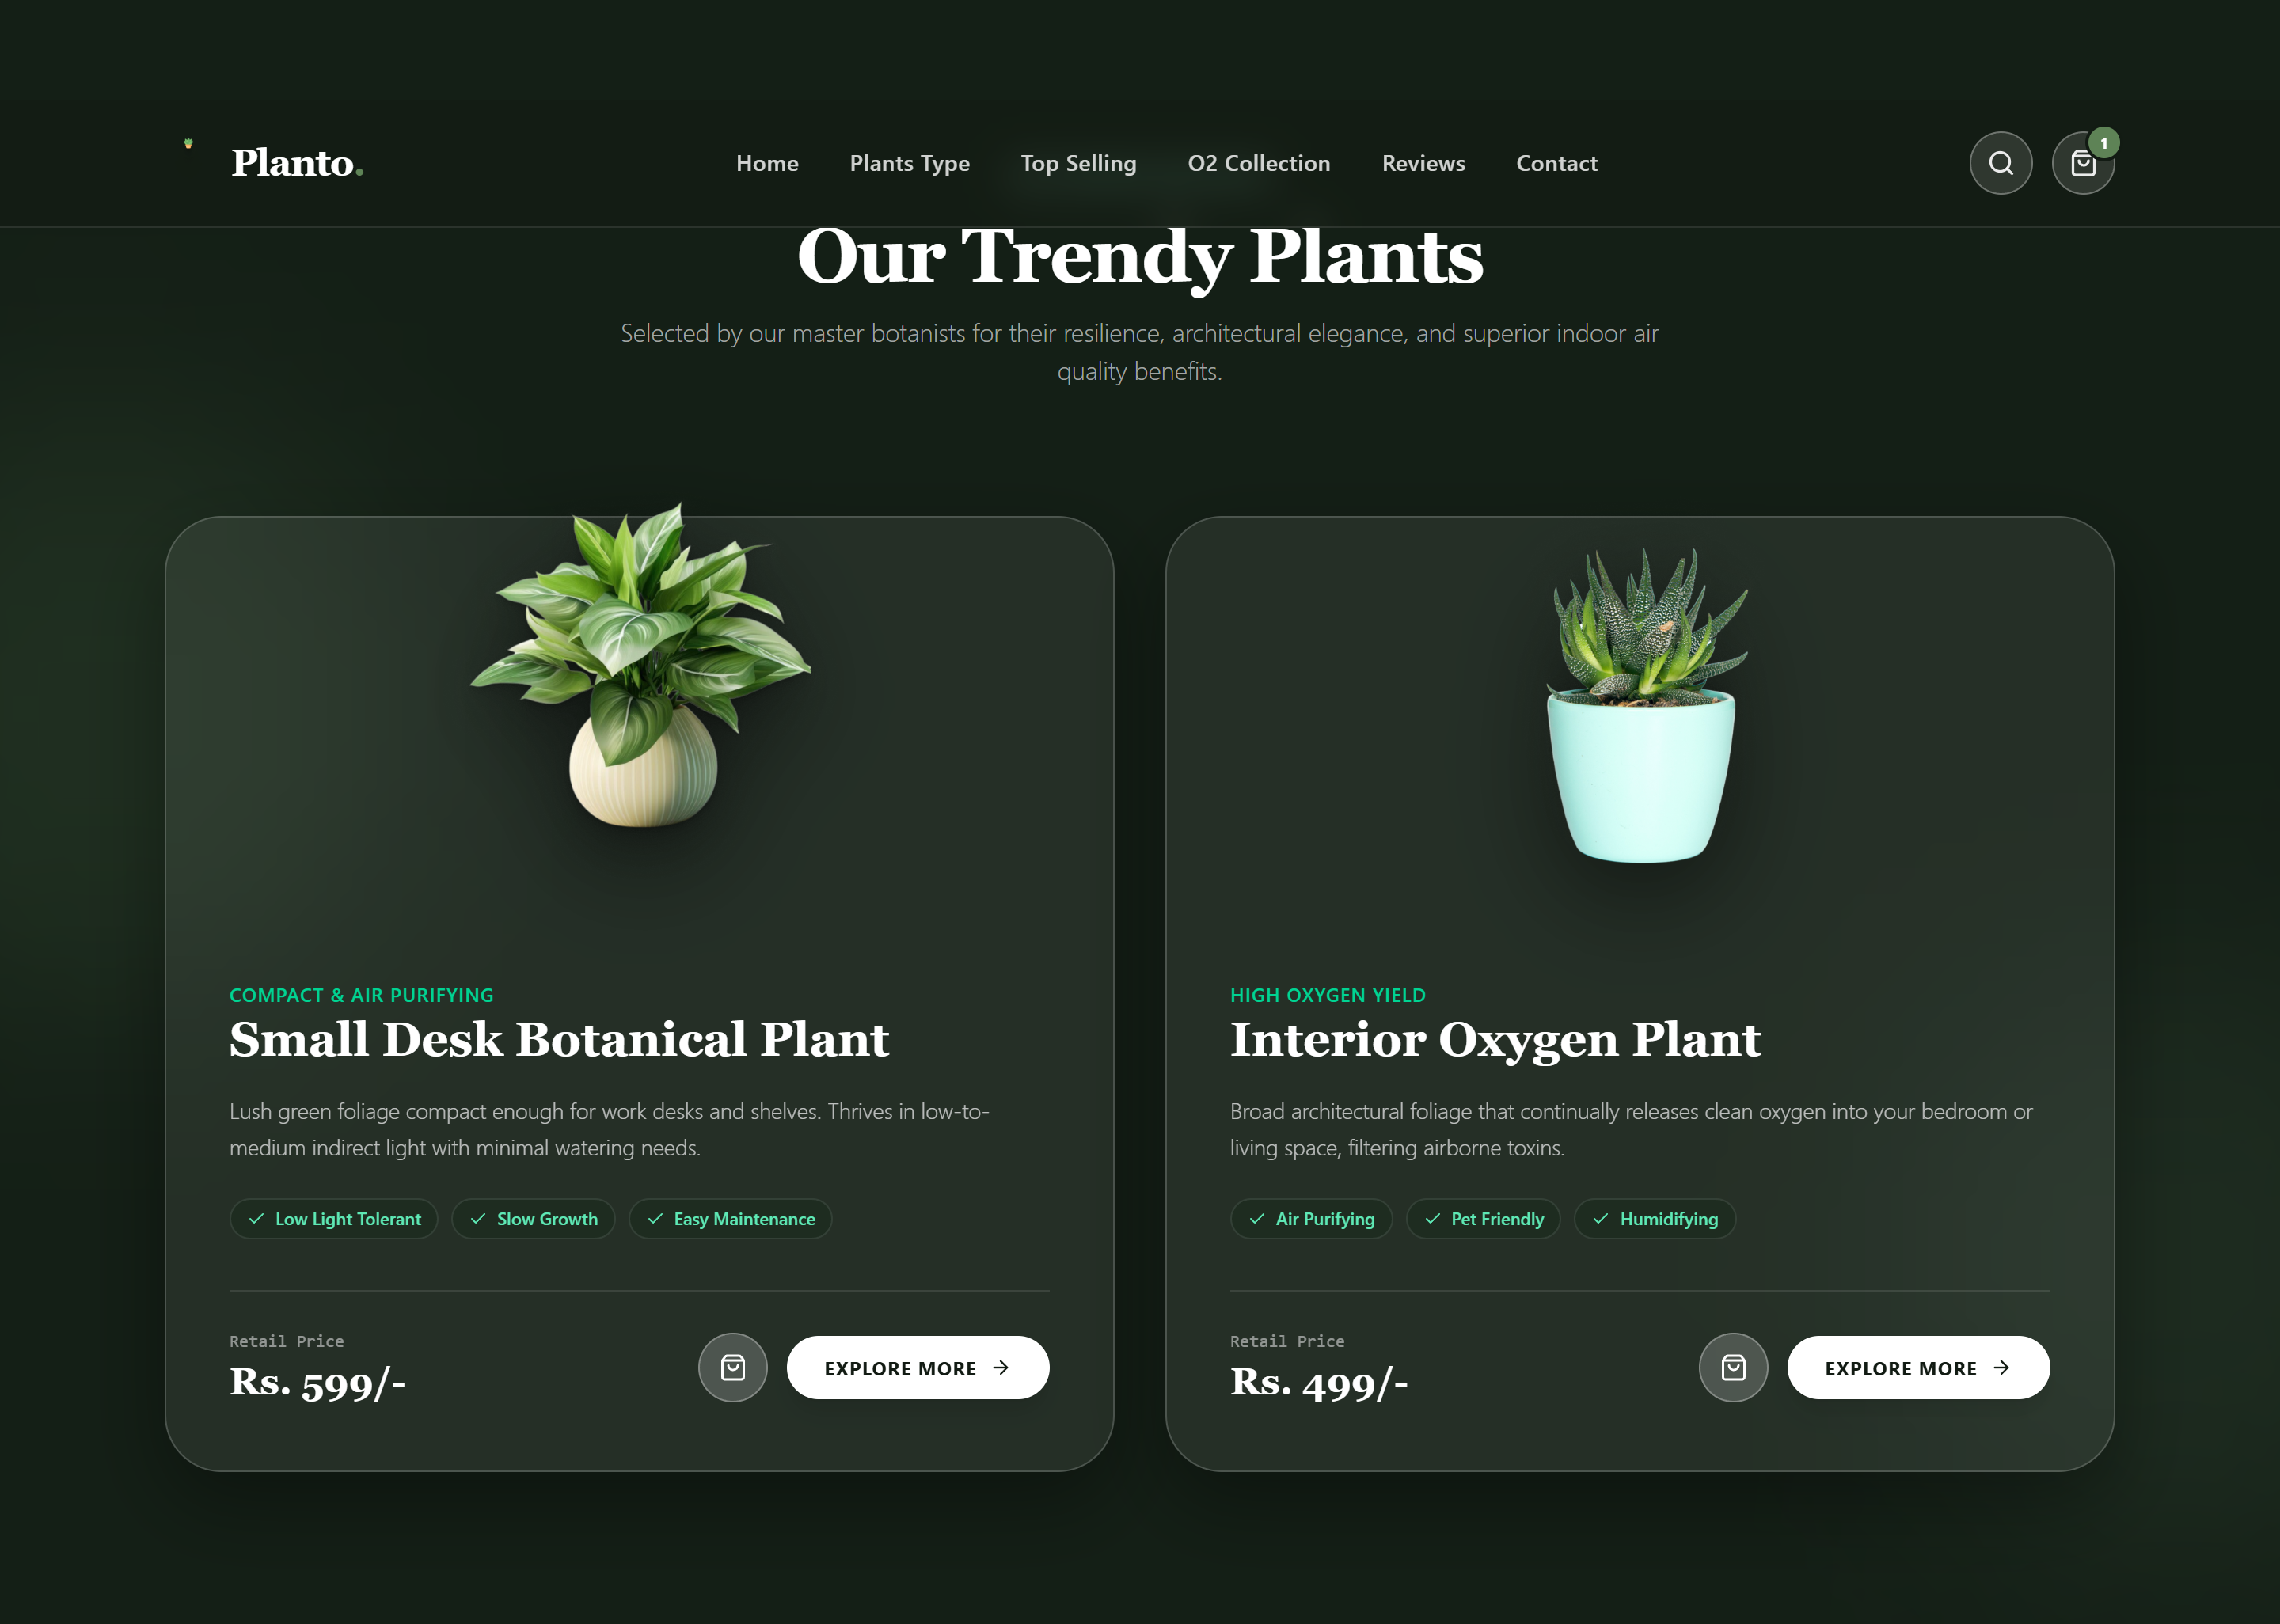 Planto.
Home
Plants Type
Top Selling
O2 Collection
Reviews
Contact
1
Our Trendy Plants
Selected by our master botanists for their resilience, architectural elegance, and superior indoor air
quality benefits.
COMPACT & AIR PURIFYING
Small Desk Botanical Plant
Lush green foliage compact enough for work desks and shelves. Thrives in low-to-
medium indirect light with minimal watering needs.
Low Light Tolerant
Slow Growth
Easy Maintenance
Retail Price
Rs. 599/-
EXPLORE MORE
HIGH OXYGEN YIELD
Interior Oxygen Plant
Broad architectural foliage that continually releases clean oxygen into your bedroom or
living space, filtering airborne toxins.
Air Purifying
Pet Friendly
Humidifying
Retail Price
Rs. 499/-
EXPLORE MORE